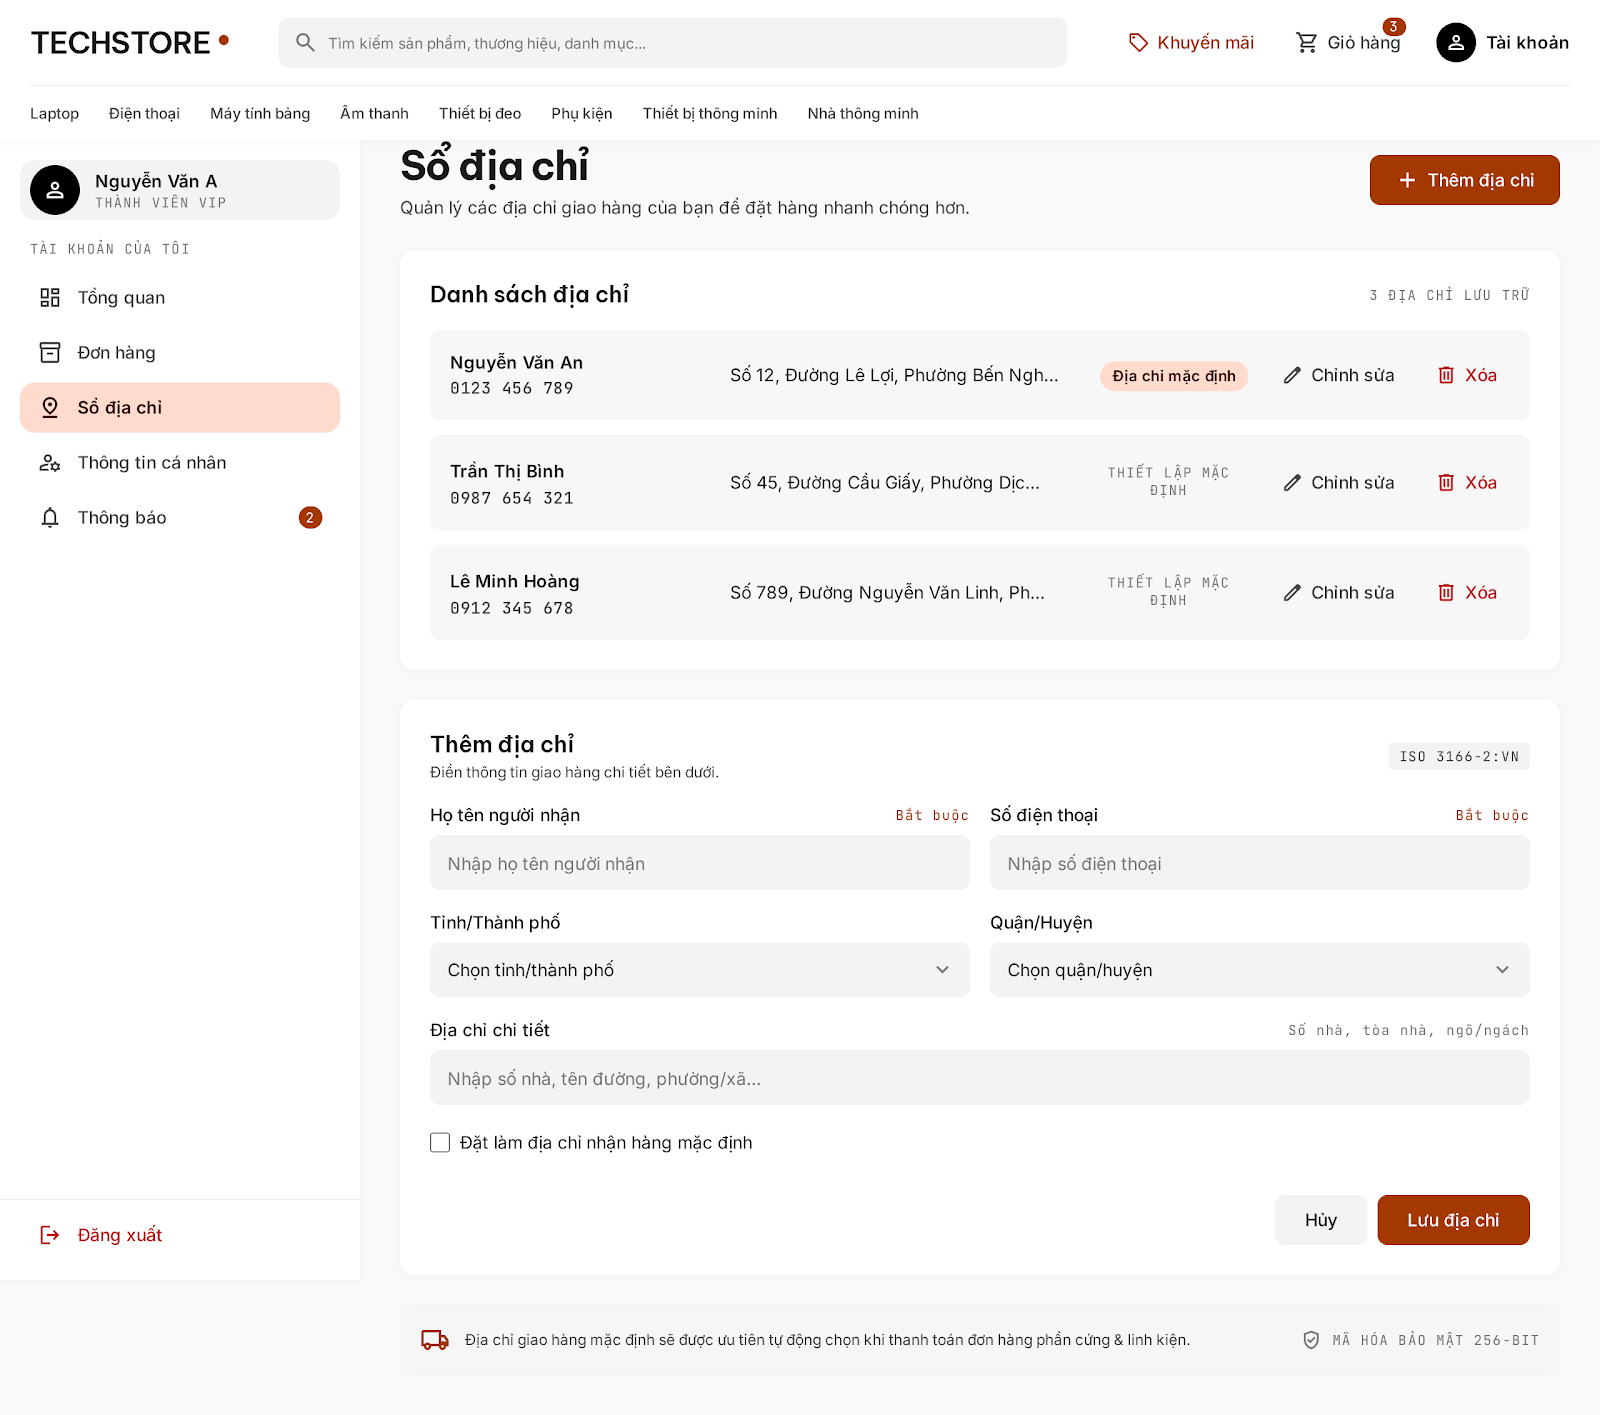 TECHSTORE
Tìm kiếm sản phẩm, thương hiệu, danh mục...
Khuyến mãi
Giỏ hàng
3
Tài khoản
Laptop
Điện thoại
Máy tính bảng
Âm thanh
Thiết bị đeo
Phụ kiện
Thiết bị thông minh
Nhà thông minh
Nguyễn Văn A
THÀNH VIÊN VIP
TÀI KHOẢN CỦA TÔI
Tổng quan
Đơn hàng
Sổ địa chỉ
Thông tin cá nhân
Thông báo
2
Đăng xuất
Sổ địa chỉ
Quản lý các địa chỉ giao hàng của bạn để đặt hàng nhanh chóng hơn.
Thêm địa chỉ
Danh sách địa chỉ
3 ĐỊA CHỈ LƯU TRỮ
Nguyễn Văn An
0123 456 789
Số 12, Đường Lê Lợi, Phường Bến Ngh...
Địa chỉ mặc định
Chỉnh sửa
Xóa
Trần Thị Bình
0987 654 321
Số 45, Đường Cầu Giấy, Phường Dịc...
THIẾT LẬP MẶC
ĐỊNH
Chỉnh sửa
Xóa
Lê Minh Hoàng
0912 345 678
Số 789, Đường Nguyễn Văn Linh, Ph...
THIẾT LẬP MẶC
ĐỊNH
Chỉnh sửa
Xóa
Thêm địa chỉ
Điền thông tin giao hàng chi tiết bên dưới.
ISO 3166-2:VN
Họ tên người nhận
Bắt buộc
Nhập họ tên người nhận
Số điện thoại
Bắt buộc
Nhập số điện thoại
Tỉnh/Thành phố
Chọn tỉnh/thành phố
Quận/Huyện
Chọn quận/huyện
Địa chỉ chi tiết
Số nhà, tòa nhà, ngõ/ngách
Nhập số nhà, tên đường, phường/xã...
Đặt làm địa chỉ nhận hàng mặc định
Hủy
Lưu địa chỉ
Địa chỉ giao hàng mặc định sẽ được ưu tiên tự động chọn khi thanh toán đơn hàng phần cứng & linh kiện.
MÃ HÓA BẢO MẬT 256-BIT